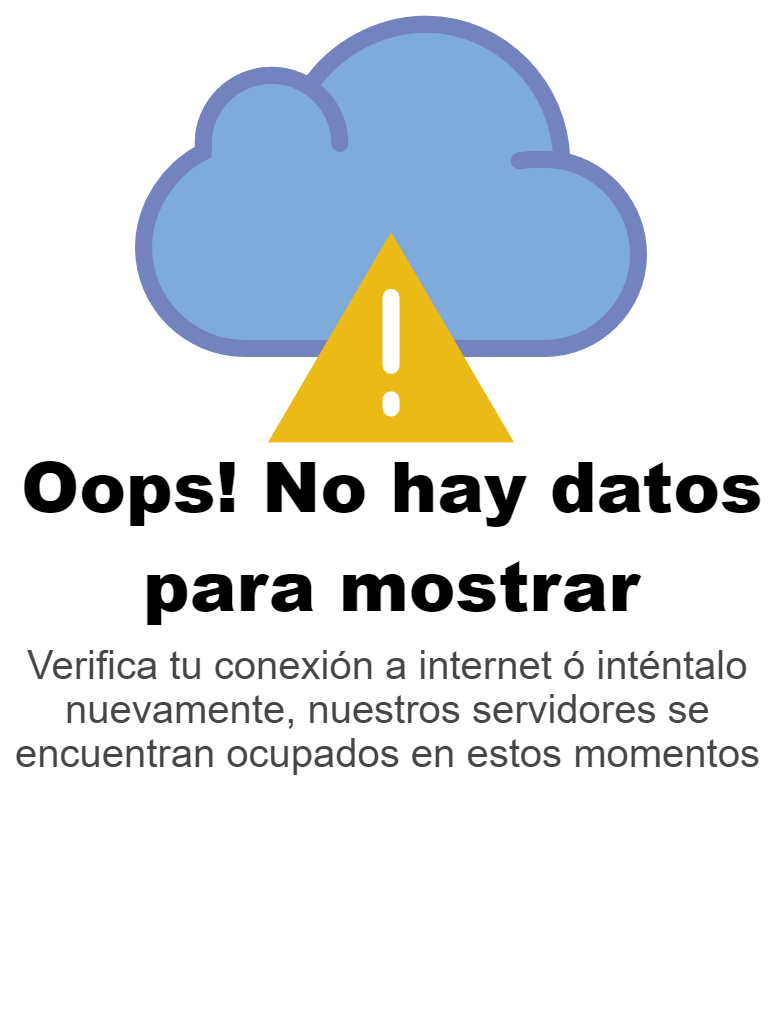 Oops! No hay datos
para mostrar
Verifica tu conexión a internet ó inténtalo
nuevamente, nuestros servidores se
encuentran ocupados en estos momentos